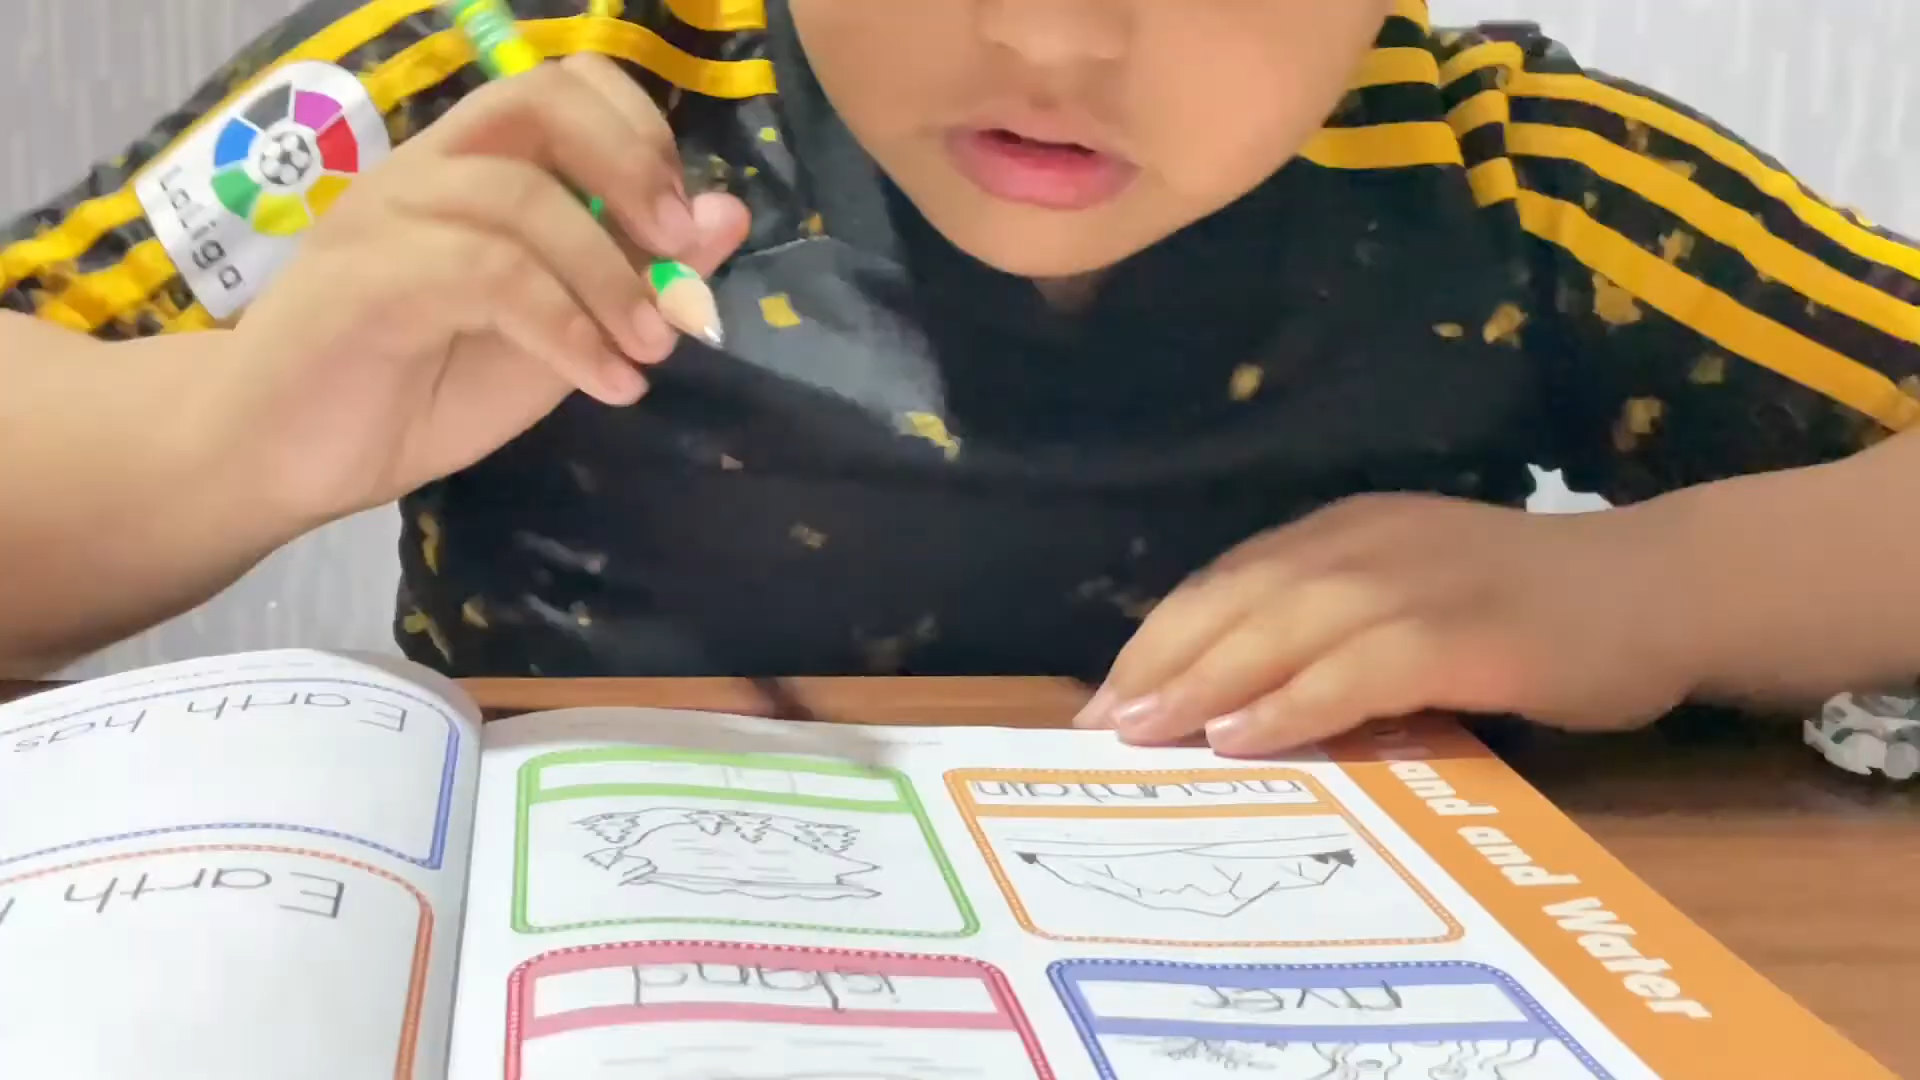 LaLiga
Land and Water
mountain
river
island
Earth has
Earth